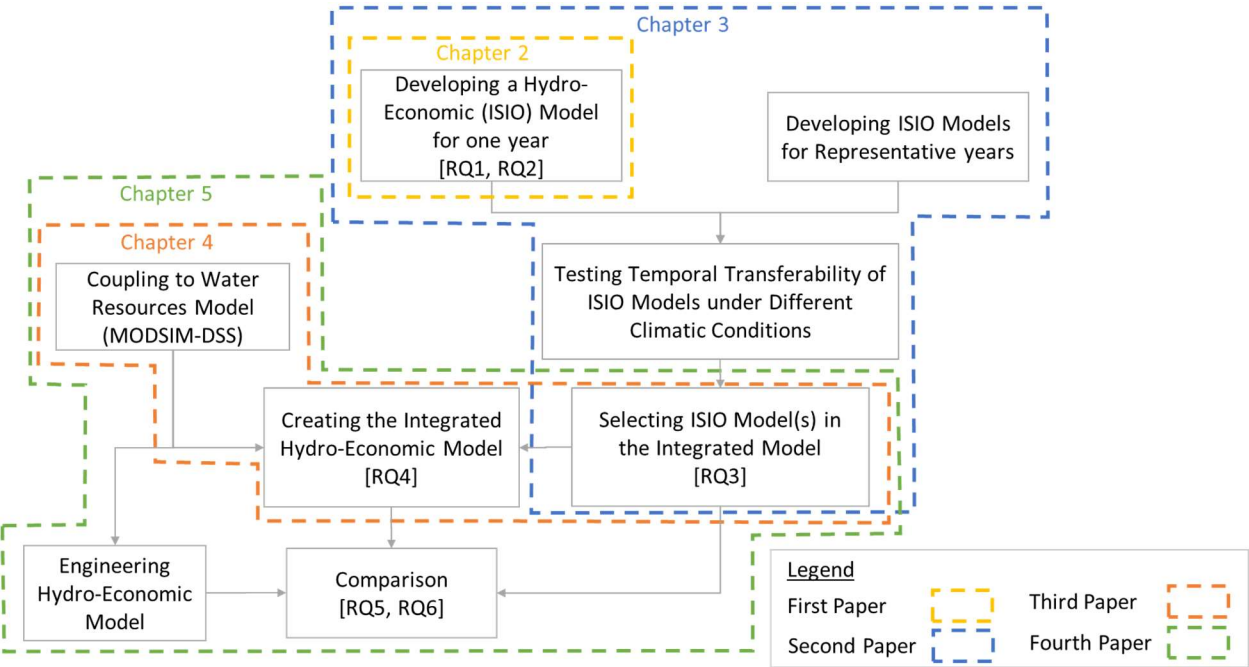 Chapter 3
Chapter 2
Developing a Hydro-
Economic (ISIO) Model
for one year
[RQ1, RQ2]
Developing ISIO Models
for Representative years
Chapter 5
Chapter 4
Coupling to Water
Resources Model
(MODSIM-DSS)
Testing Temporal Transferability of
ISIO Models under Different
Climatic Conditions
Creating the Integrated
Hydro-Economic Model
[RQ4]
Selecting ISIO Model(s) in
the Integrated Model
[RQ3]
Engineering
Hydro-Economic
Model
Comparison
[RQ5, RQ6]
Legend
First Paper
Third Paper
Second Paper
Fourth Paper